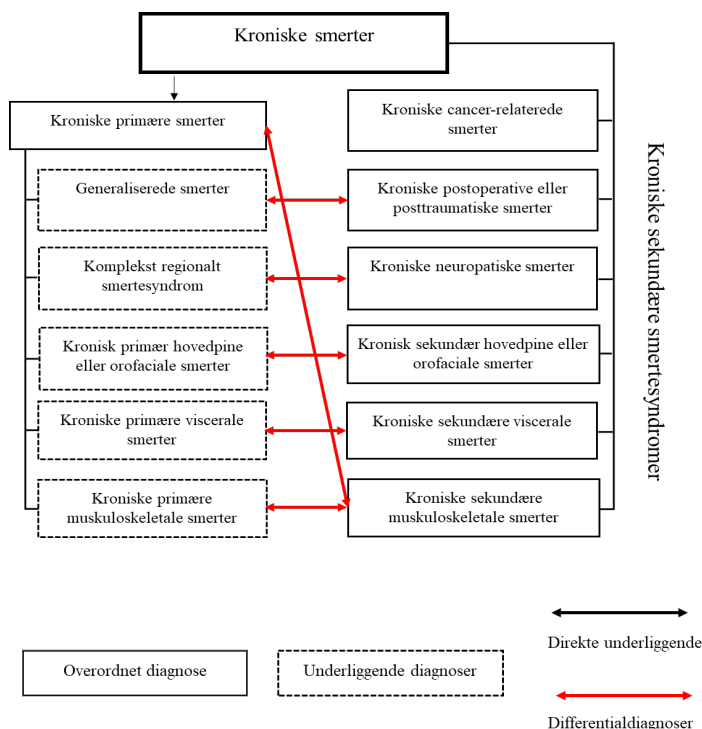 Kroniske smerter
Kroniske primære smerter
Generaliserede smerter
Komplekst regionalt
smertesyndrom
Kronisk primær hovedpine
eller orofaciale smerter
Kroniske primære viscerale
smerter
Kroniske primære
muskuloskeletale smerter
Kroniske cancer-relaterede
smerter
Kroniske postoperative eller
posttraumatiske smerter
Kroniske neuropatiske smerter
Kronisk sekundær hovedpine eller
orofaciale smerter
Kroniske sekundære viscerale
smerter
Kroniske sekundære
muskuloskeletale smerter
Kroniske sekundære smertesyndromer
Overordnet diagnose
Underliggende diagnoser
Direkte underliggende
Differentialdiagnoser